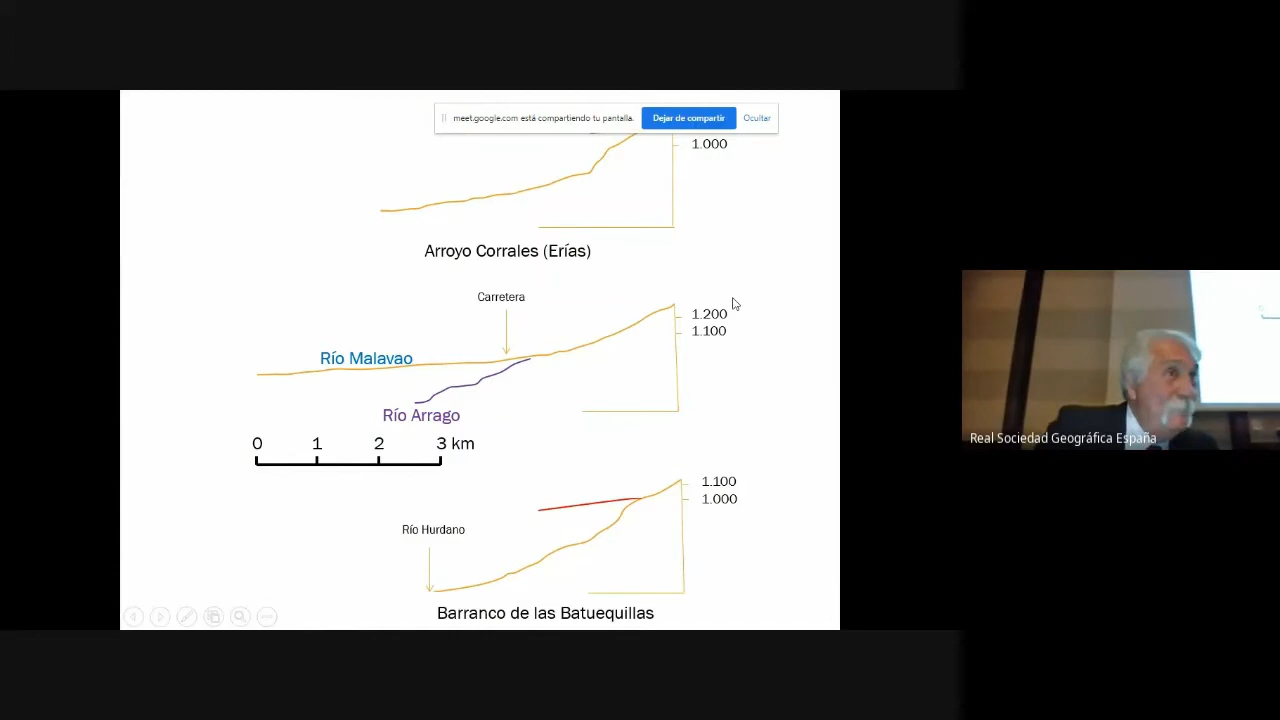 meet.google.com está compartiendo tu pantalla.
Dejar de compartir
Ocultar
1.000
Arroyo Corrales (Erías)
Carretera
1.200
1.100
Río Malavao
Río Arrago
0 1 2 3 km
1.100
1.000
Río Hurdano
Barranco de las Batuequillas
Real Sociedad Geográfica España